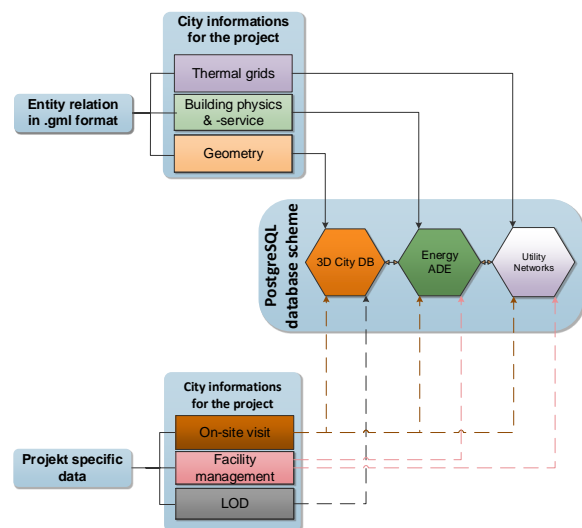 City informations
for the project
Thermal grids
Building physics
& -service
Geometry
Entity relation
in .gml format
PostgreSQL
database scheme
3D City DB
Energy
ADE
Utility
Networks
City informations
for the project
On-site visit
Facility
management
LOD
Projekt specific
data